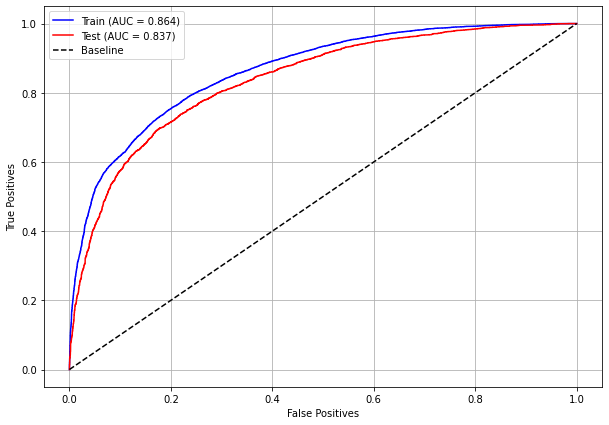 Train (AUC = 0.864)
Test (AUC = 0.837)
Baseline
True Positives
1.0
0.8
0.6
0.4
0.2
0.0
0.0 0.2 0.4 0.6 0.8 1.0
False Positives